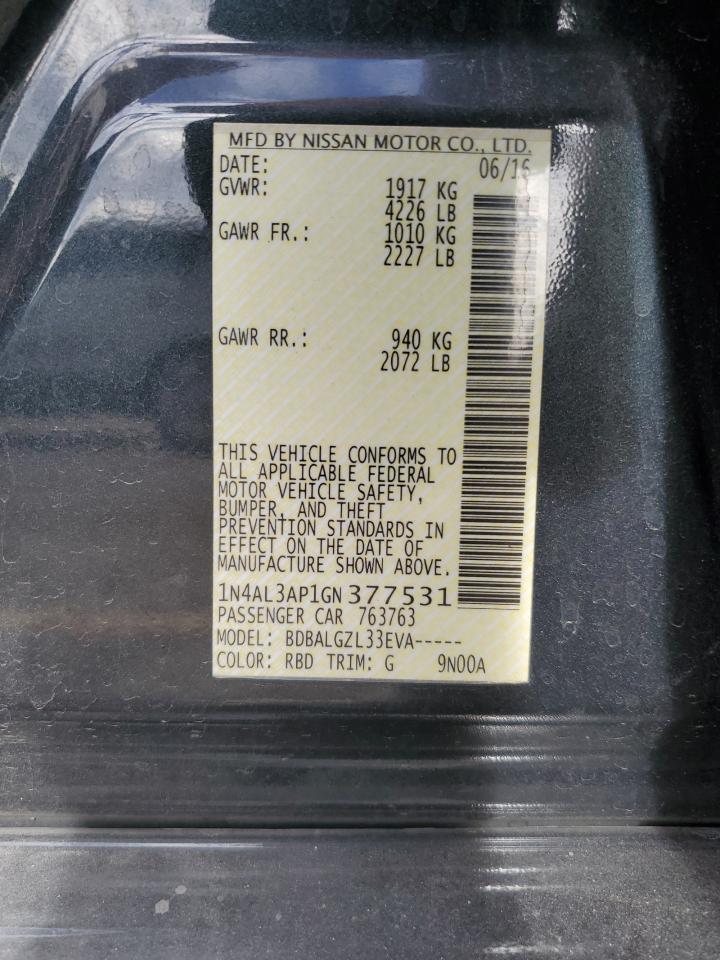 MFD BY NISSAN MOTOR CO., LTD.
DATE: 06/16
GVWR: 1917 KG
4226 LB
GAWR FR.: 1010 KG
2227 LB
GAWR RR.: 940 KG
2072 LB
THIS VEHICLE CONFORMS TO
ALL APPLICABLE FEDERAL
MOTOR VEHICLE SAFETY,
BUMPER, AND THEFT
PREVENTION STANDARDS IN
EFFECT ON THE DATE OF
MANUFACTURE SHOWN ABOVE.
1N4AL3AP1GN377531
PASSENGER CAR 763763
MODEL: BDBALGZL33EVA-----
COLOR: RBD TRIM: G 9N00A